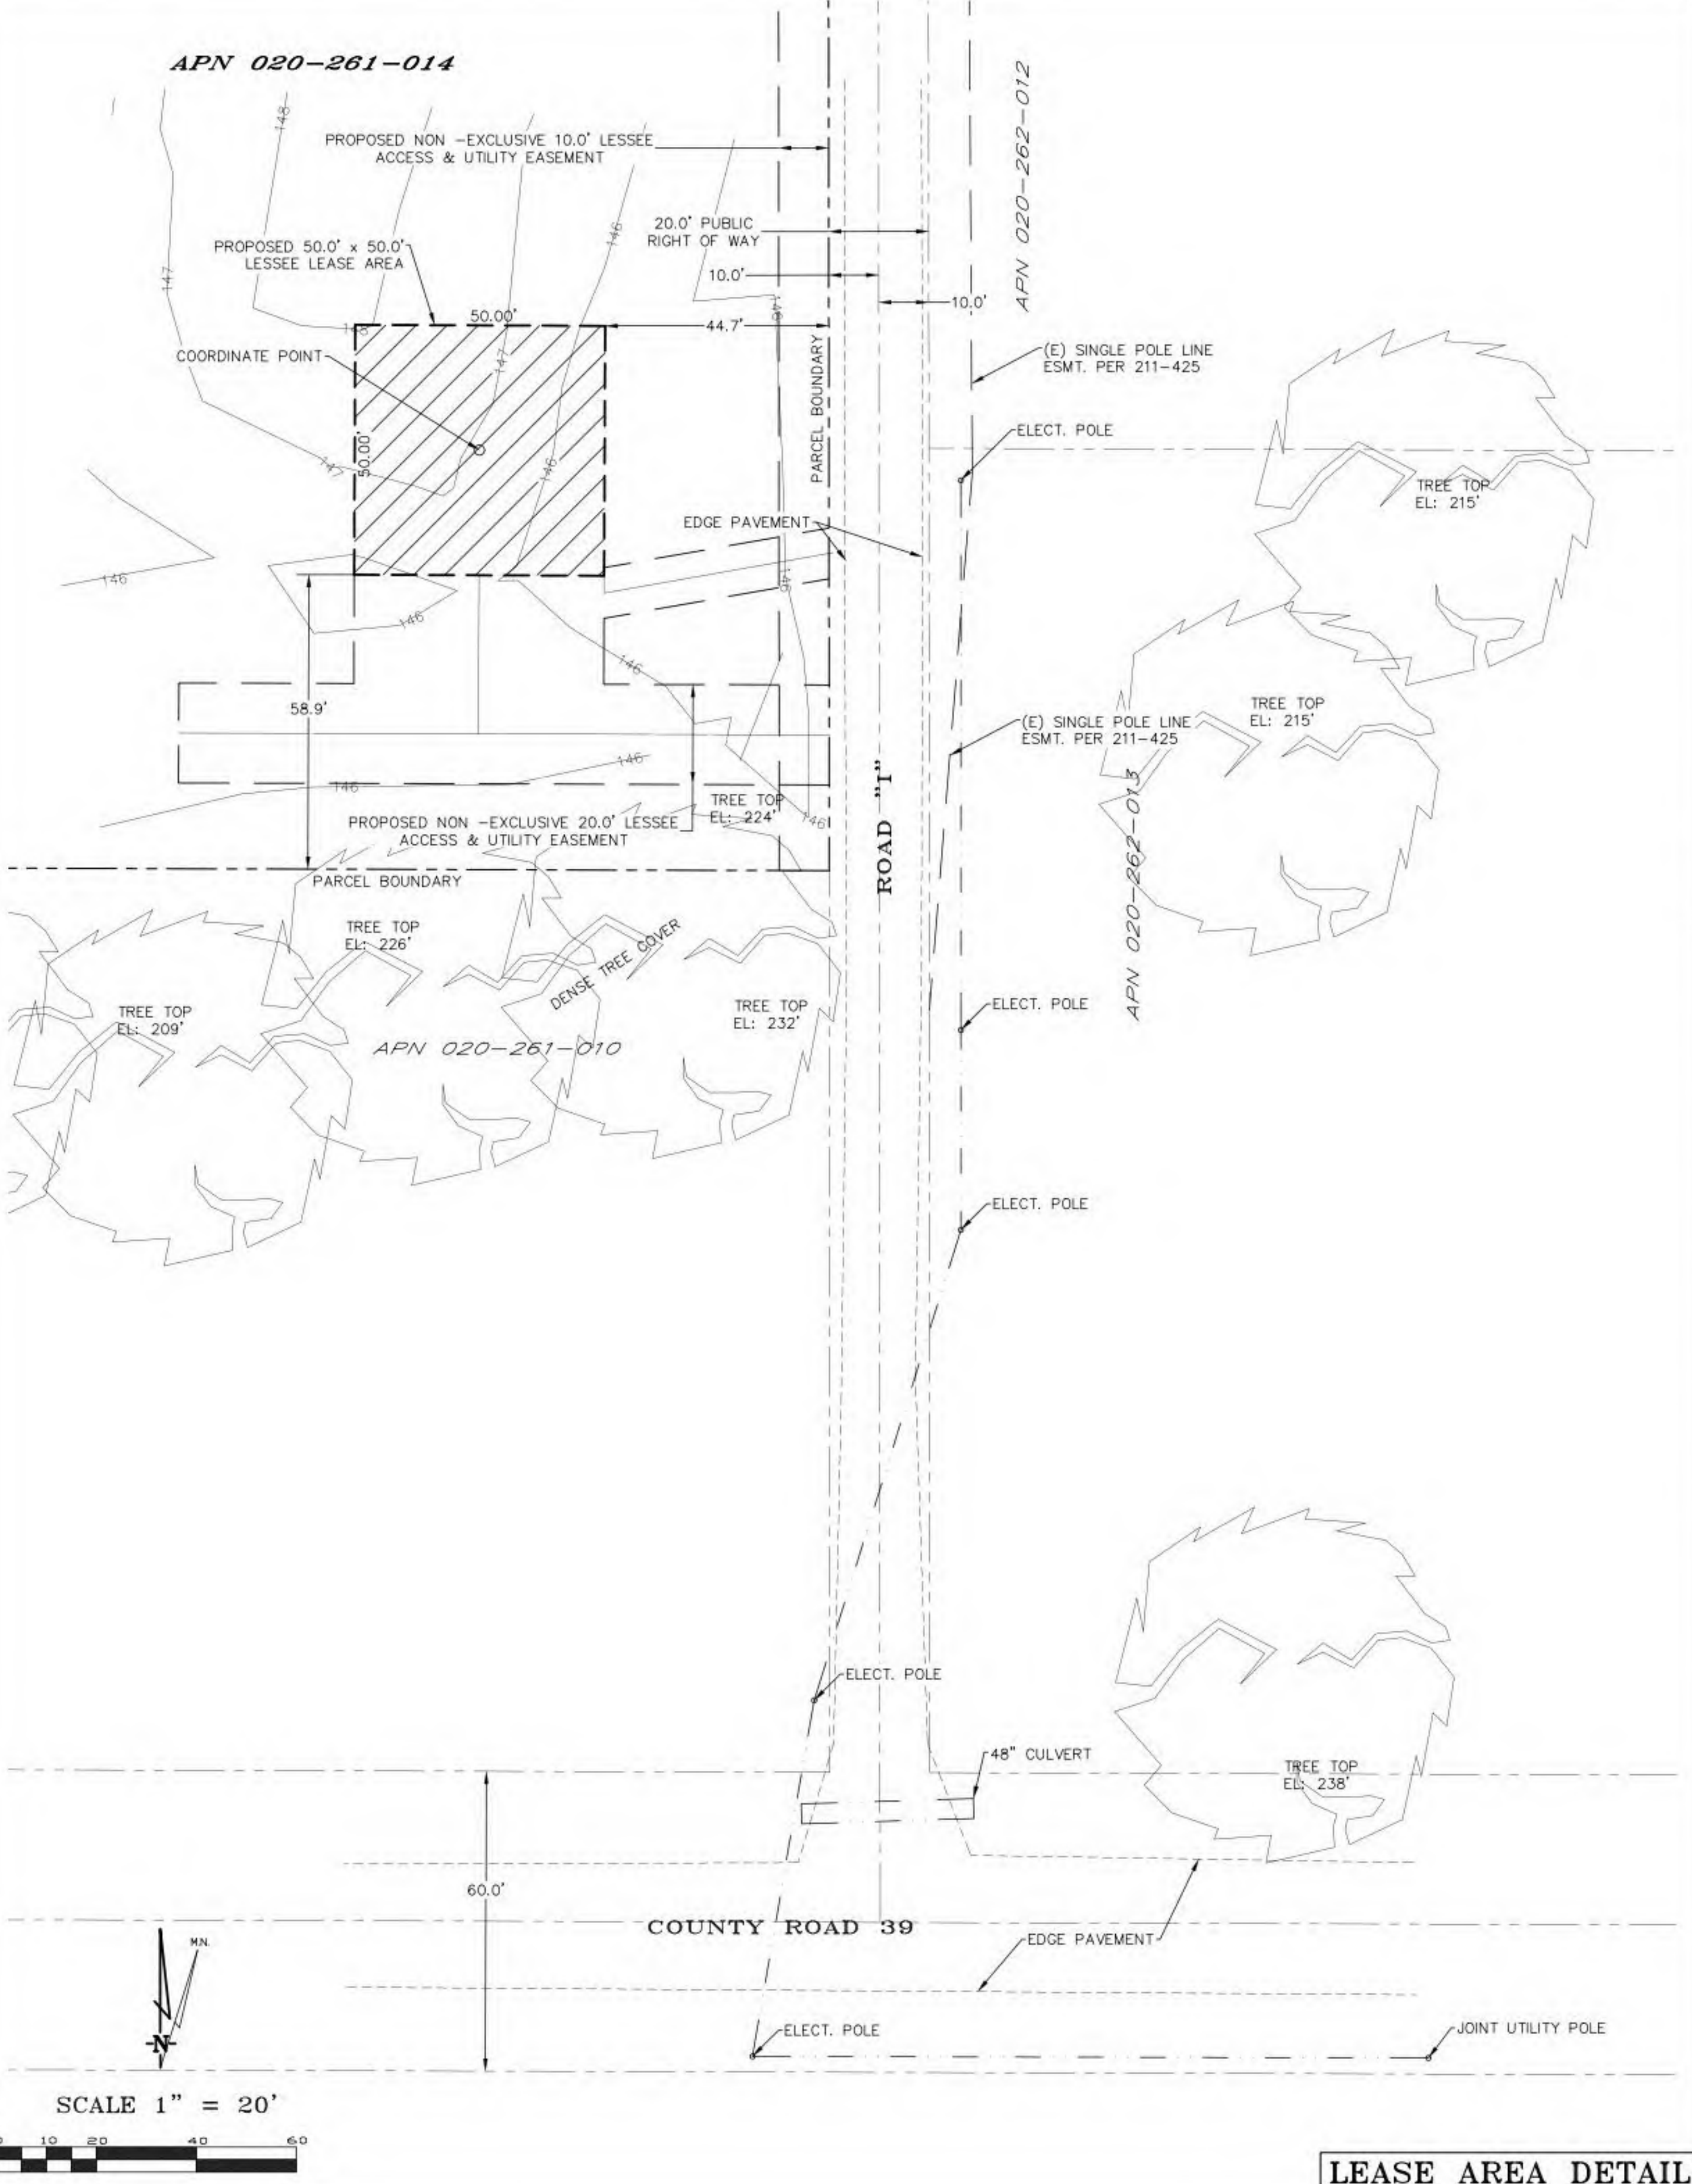 APN 020-261-014
APN 020-262-012
148
PROPOSED NON -EXCLUSIVE 10.0' LESSEE
ACCESS & UTILITY EASEMENT
146
20.0' PUBLIC
RIGHT OF WAY
PROPOSED 50.0' x 50.0'
LESSEE LEASE AREA
147
10.0'
10.0'
146
50.00'
44.7'
148
COORDINATE POINT
147
PARCEL BOUNDARY
(E) SINGLE POLE LINE
ESMT. PER 211-425
ELECT. POLE
50.00'
147
146
TREE TOP
EL: 215'
EDGE PAVEMENT
146
146
146
146
TREE TOP
EL: 215'
58.9'
(E) SINGLE POLE LINE
ESMT. PER 211-425
146
146
ROAD "I"
APN 020-262-013
TREE TOP
EL: 224'
146
PROPOSED NON -EXCLUSIVE 20.0' LESSEE
ACCESS & UTILITY EASEMENT
PARCEL BOUNDARY
TREE TOP
EL: 226'
DENSE TREE COVER
TREE TOP
EL: 209'
TREE TOP
EL: 232'
ELECT. POLE
APN 020-261-010
ELECT. POLE
ELECT. POLE
48" CULVERT
TREE TOP
EL: 238'
60.0'
COUNTY ROAD 39
EDGE PAVEMENT
M.N.
N
ELECT. POLE
JOINT UTILITY POLE
SCALE 1" = 20'
10 20 40 60
LEASE AREA DETAIL